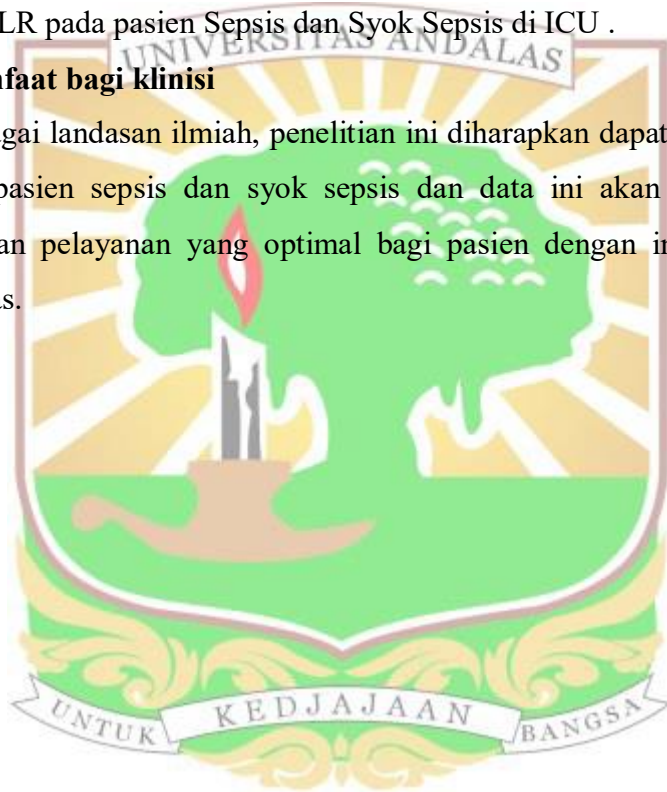 LR pada pasien Sepsis dan Syok Sepsis di ICU .
UNIVERSITAS ANDALAS
nfaat bagi klinisi
agai landasan ilmiah, penelitian ini diharapkan dapat
pasien sepsis dan syok sepsis dan data ini akan
an pelayanan yang optimal bagi pasien dengan in
as.
UNTUK KEDJAJAAN BANGSA